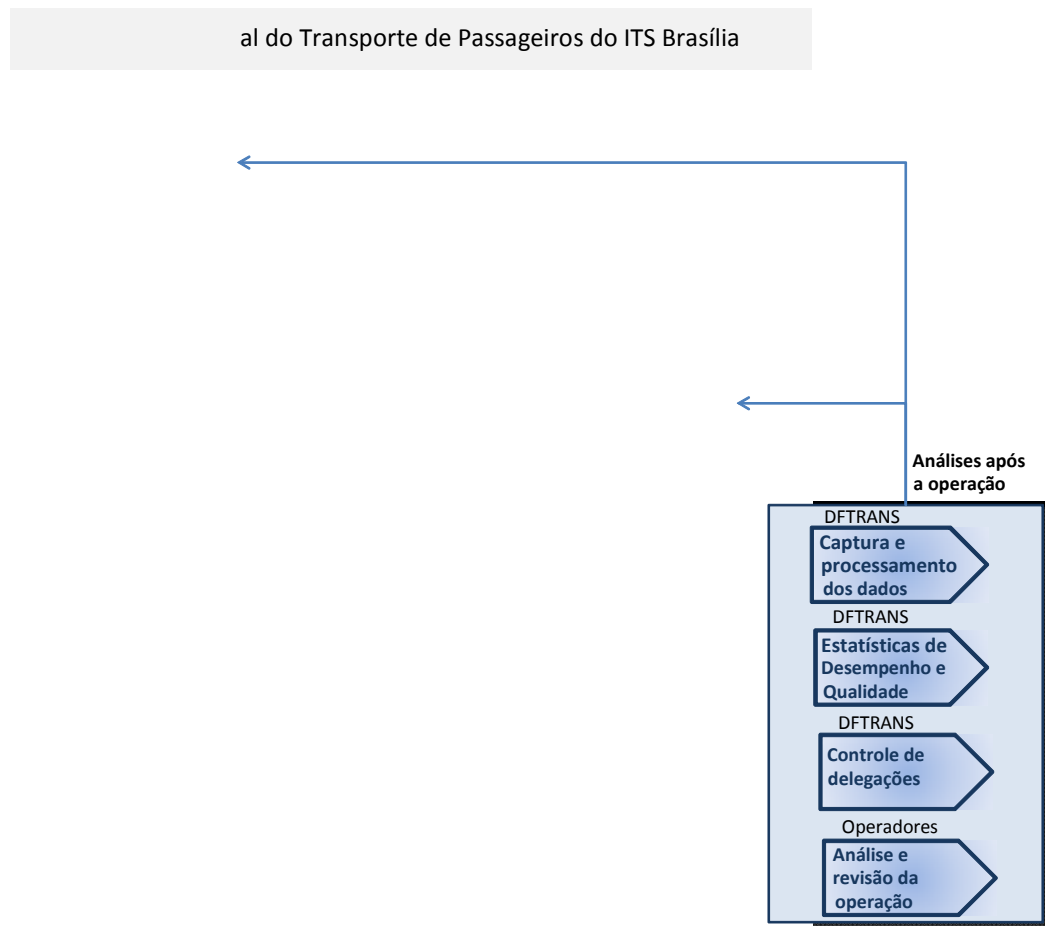 al do Transporte de Passageiros do ITS Brasília
Análises após
a operação
DFTRANS
Captura e
processamento
dos dados
DFTRANS
Estatísticas de
Desempenho e
Qualidade
DFTRANS
Controle de
delegações
Operadores
Análise e
revisão da
operação